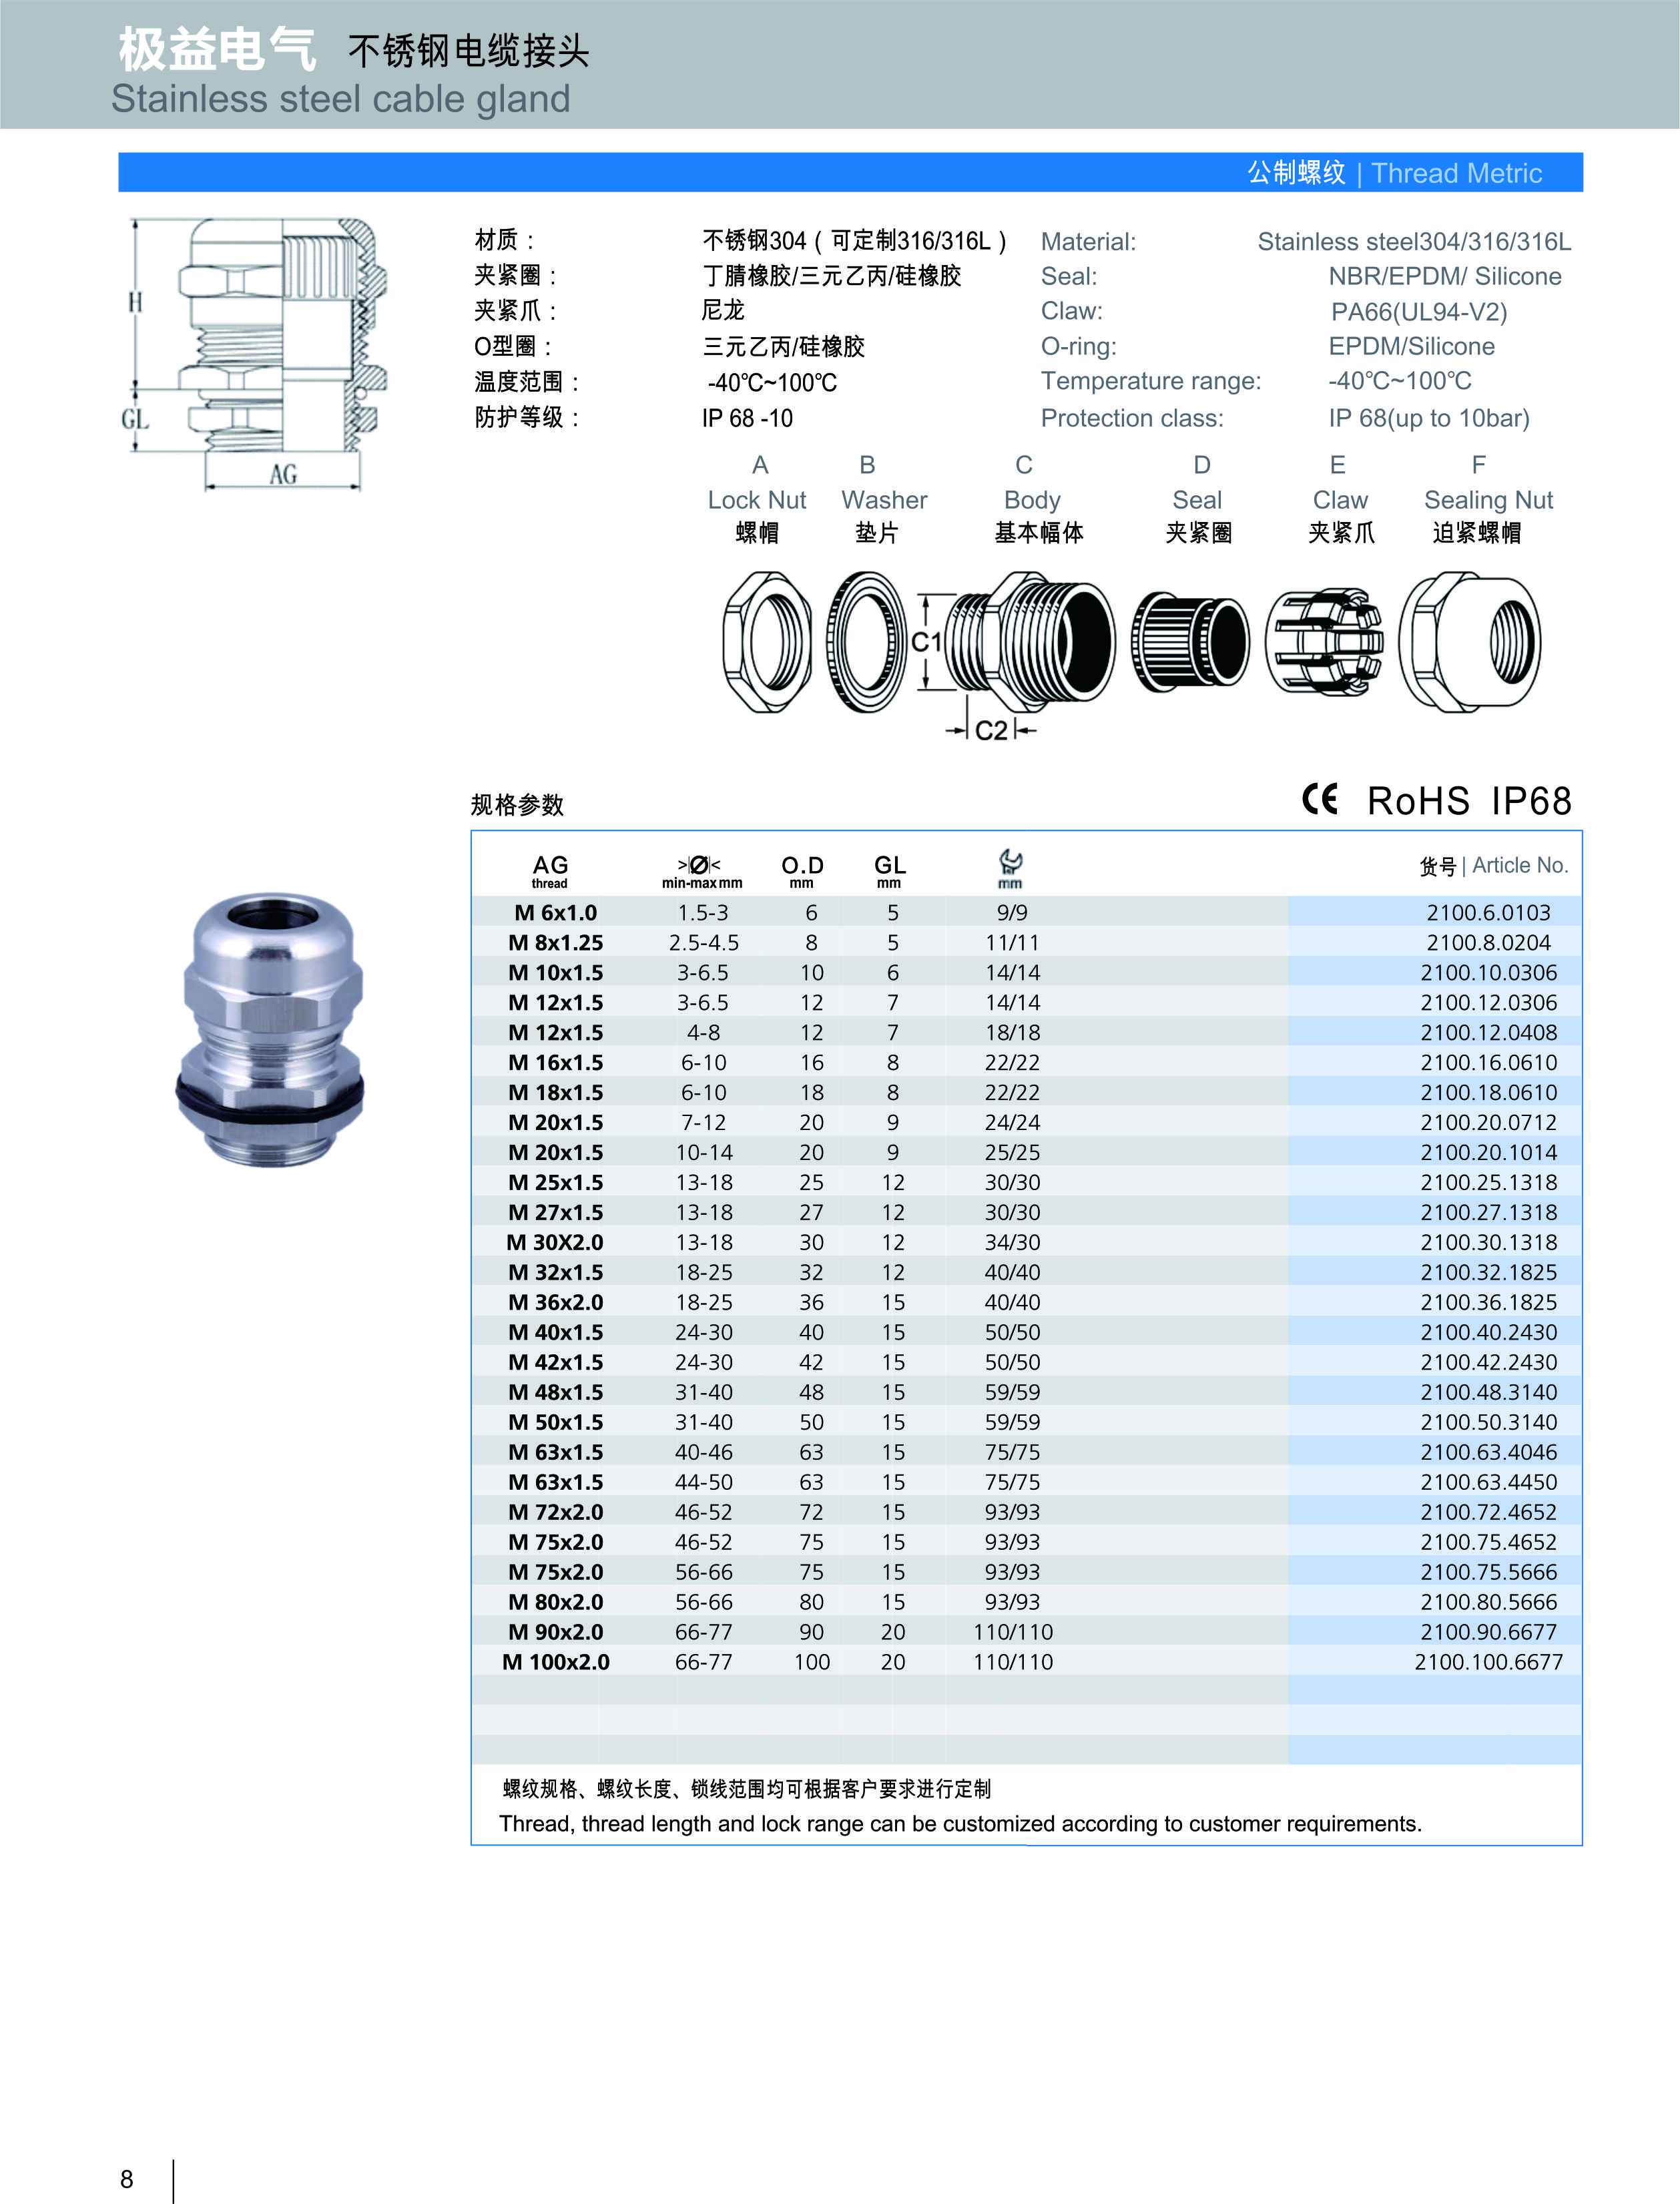 极益电气 不锈钢电缆接头
Stainless steel cable gland
公制螺纹 | Thread Metric
H
GL
AG
材质： 不锈钢304（可定制316/316L） Material: Stainless steel304/316/316L
夹紧圈： 丁腈橡胶/三元乙丙/硅橡胶 Seal: NBR/EPDM/ Silicone
夹紧爪： 尼龙 Claw: PA66(UL94-V2)
O型圈： 三元乙丙/硅橡胶 O-ring: EPDM/Silicone
温度范围： -40℃~100℃ Temperature range: -40℃~100℃
防护等级： IP 68 -10 Protection class: IP 68(up to 10bar)
A B C D E F
Lock Nut Washer Body Seal Claw Sealing Nut
螺帽 垫片 基本幅体 夹紧圈 夹紧爪 迫紧螺帽
C1
C2
规格参数 CE RoHS IP68
AG >|Ø|< O.D GL 货号 | Article No.
thread min-max mm mm mm mm
M 6x1.0 1.5-3 6 5 9/9 2100.6.0103
M 8x1.25 2.5-4.5 8 5 11/11 2100.8.0204
M 10x1.5 3-6.5 10 6 14/14 2100.10.0306
M 12x1.5 3-6.5 12 7 14/14 2100.12.0306
M 12x1.5 4-8 12 7 18/18 2100.12.0408
M 16x1.5 6-10 16 8 22/22 2100.16.0610
M 18x1.5 6-10 18 8 22/22 2100.18.0610
M 20x1.5 7-12 20 9 24/24 2100.20.0712
M 20x1.5 10-14 20 9 25/25 2100.20.1014
M 25x1.5 13-18 25 12 30/30 2100.25.1318
M 27x1.5 13-18 27 12 30/30 2100.27.1318
M 30X2.0 13-18 30 12 34/30 2100.30.1318
M 32x1.5 18-25 32 12 40/40 2100.32.1825
M 36x2.0 18-25 36 15 40/40 2100.36.1825
M 40x1.5 24-30 40 15 50/50 2100.40.2430
M 42x1.5 24-30 42 15 50/50 2100.42.2430
M 48x1.5 31-40 48 15 59/59 2100.48.3140
M 50x1.5 31-40 50 15 59/59 2100.50.3140
M 63x1.5 40-46 63 15 75/75 2100.63.4046
M 63x1.5 44-50 63 15 75/75 2100.63.4450
M 72x2.0 46-52 72 15 93/93 2100.72.4652
M 75x2.0 46-52 75 15 93/93 2100.75.4652
M 75x2.0 56-66 75 15 93/93 2100.75.5666
M 80x2.0 56-66 80 15 93/93 2100.80.5666
M 90x2.0 66-77 90 20 110/110 2100.90.6677
M 100x2.0 66-77 100 20 110/110 2100.100.6677
螺纹规格、螺纹长度、锁线范围均可根据客户要求进行定制
Thread, thread length and lock range can be customized according to customer requirements.
8